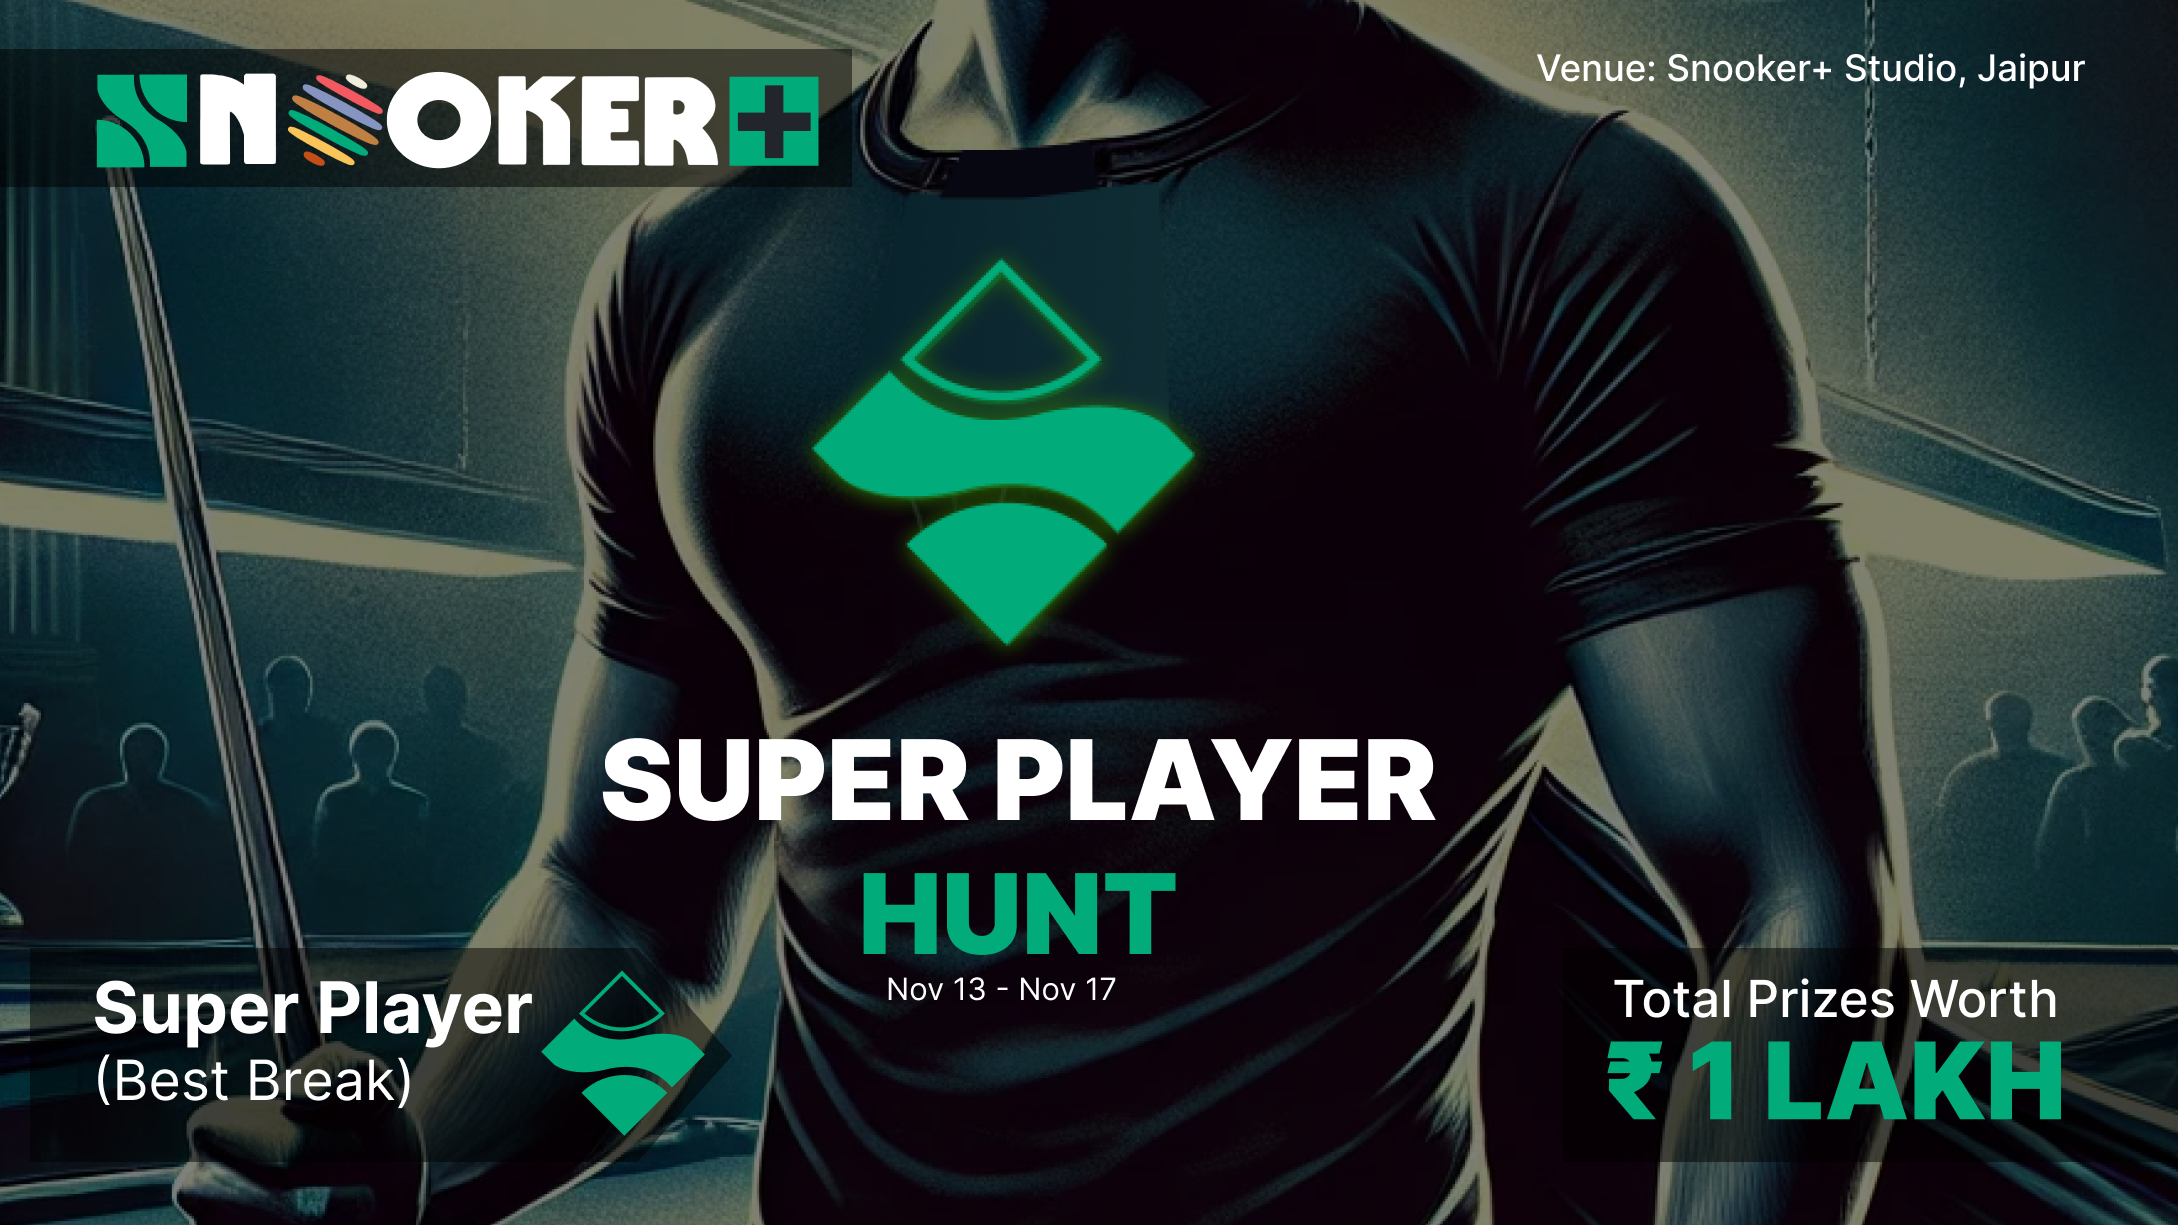 SNOOKER+
Venue: Snooker+ Studio, Jaipur
SUPER PLAYER
HUNT
Nov 13 - Nov 17
Super Player
(Best Break)
Total Prizes Worth
₹ 1 LAKH